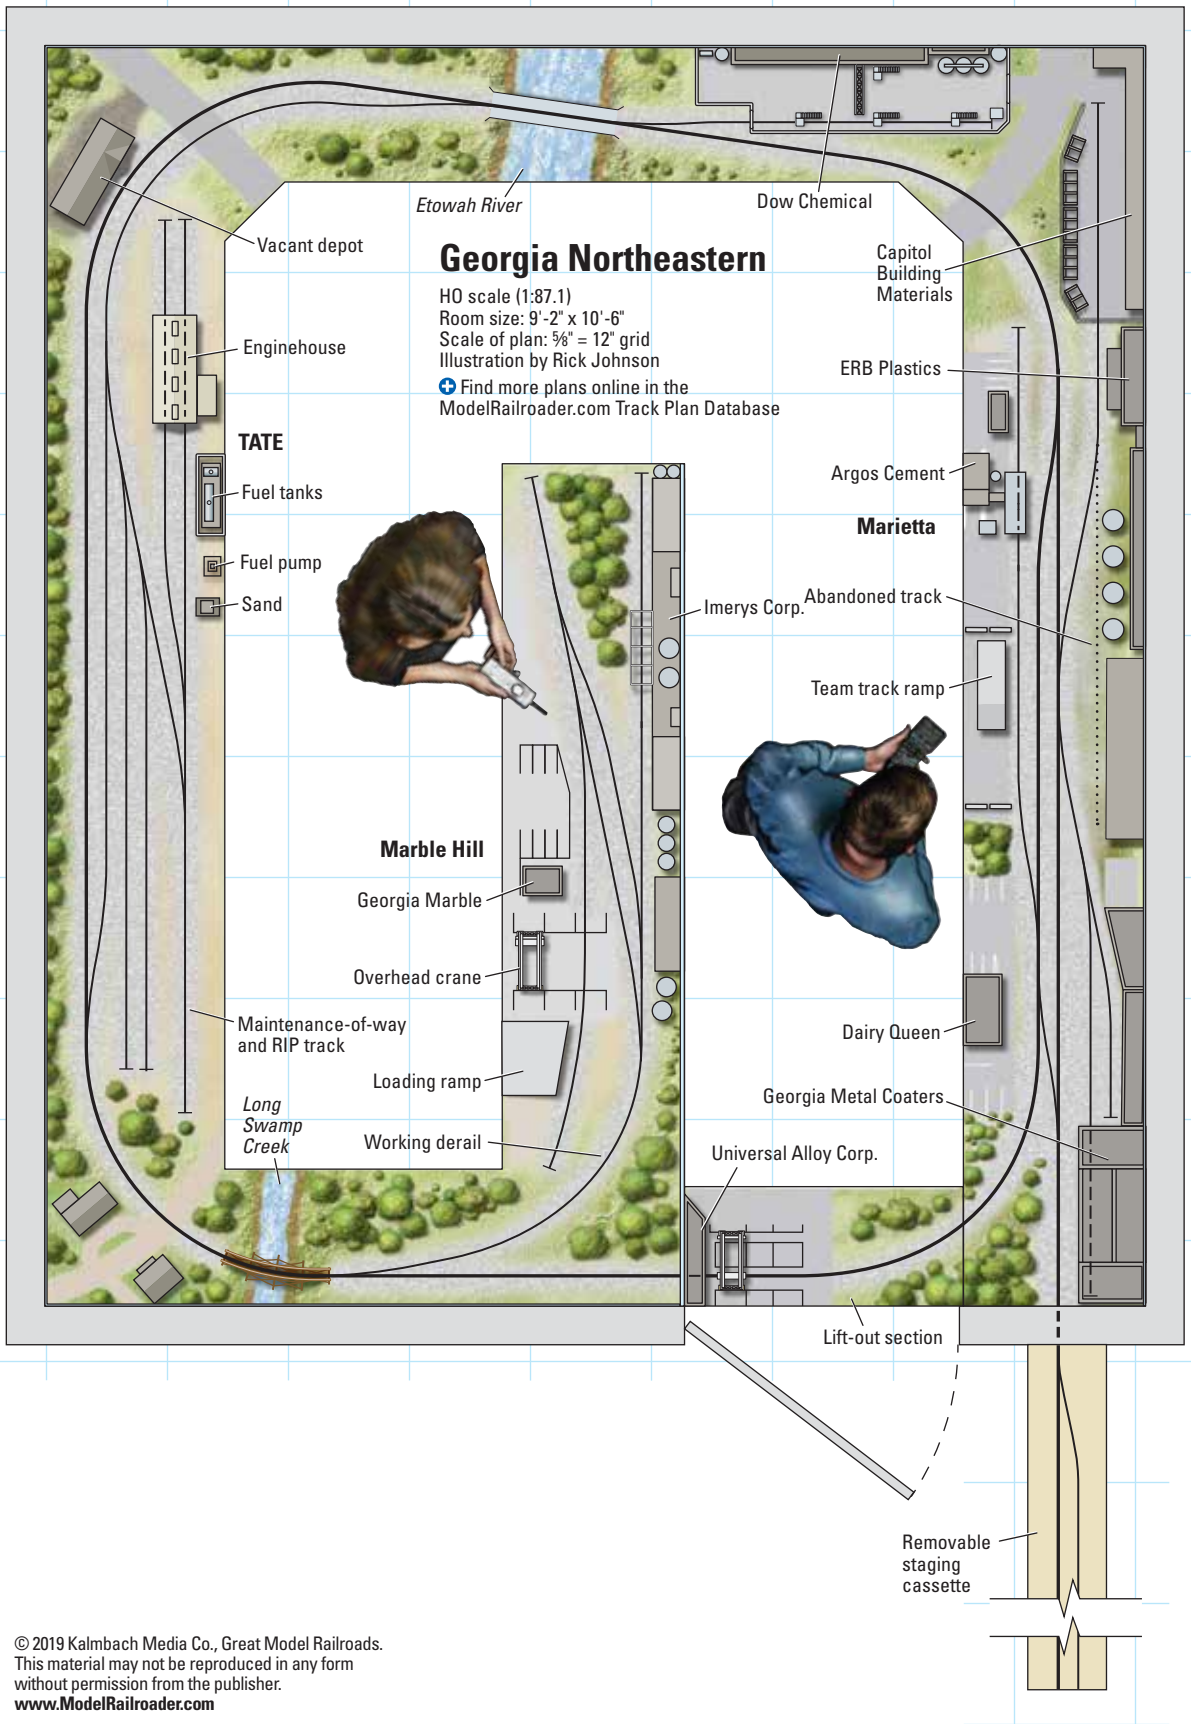 Etowah River
Dow Chemical
Vacant depot
Georgia Northeastern
HO scale (1:87.1)
Room size: 9'-2" x 10'-6"
Scale of plan: ⅝" = 12" grid
Illustration by Rick Johnson
Find more plans online in the
ModelRailroader.com Track Plan Database
Capitol
Building
Materials
Enginehouse
ERB Plastics
TATE
Fuel tanks
Argos Cement
Marietta
Fuel pump
Sand
Imerys Corp.
Abandoned track
Team track ramp
Marble Hill
Georgia Marble
Overhead crane
Maintenance-of-way
and RIP track
Dairy Queen
Loading ramp
Georgia Metal Coaters
Long
Swamp
Creek
Working derail
Universal Alloy Corp.
Lift-out section
Removable
staging
cassette
© 2019 Kalmbach Media Co., Great Model Railroads.
This material may not be reproduced in any form
without permission from the publisher.
www.ModelRailroader.com